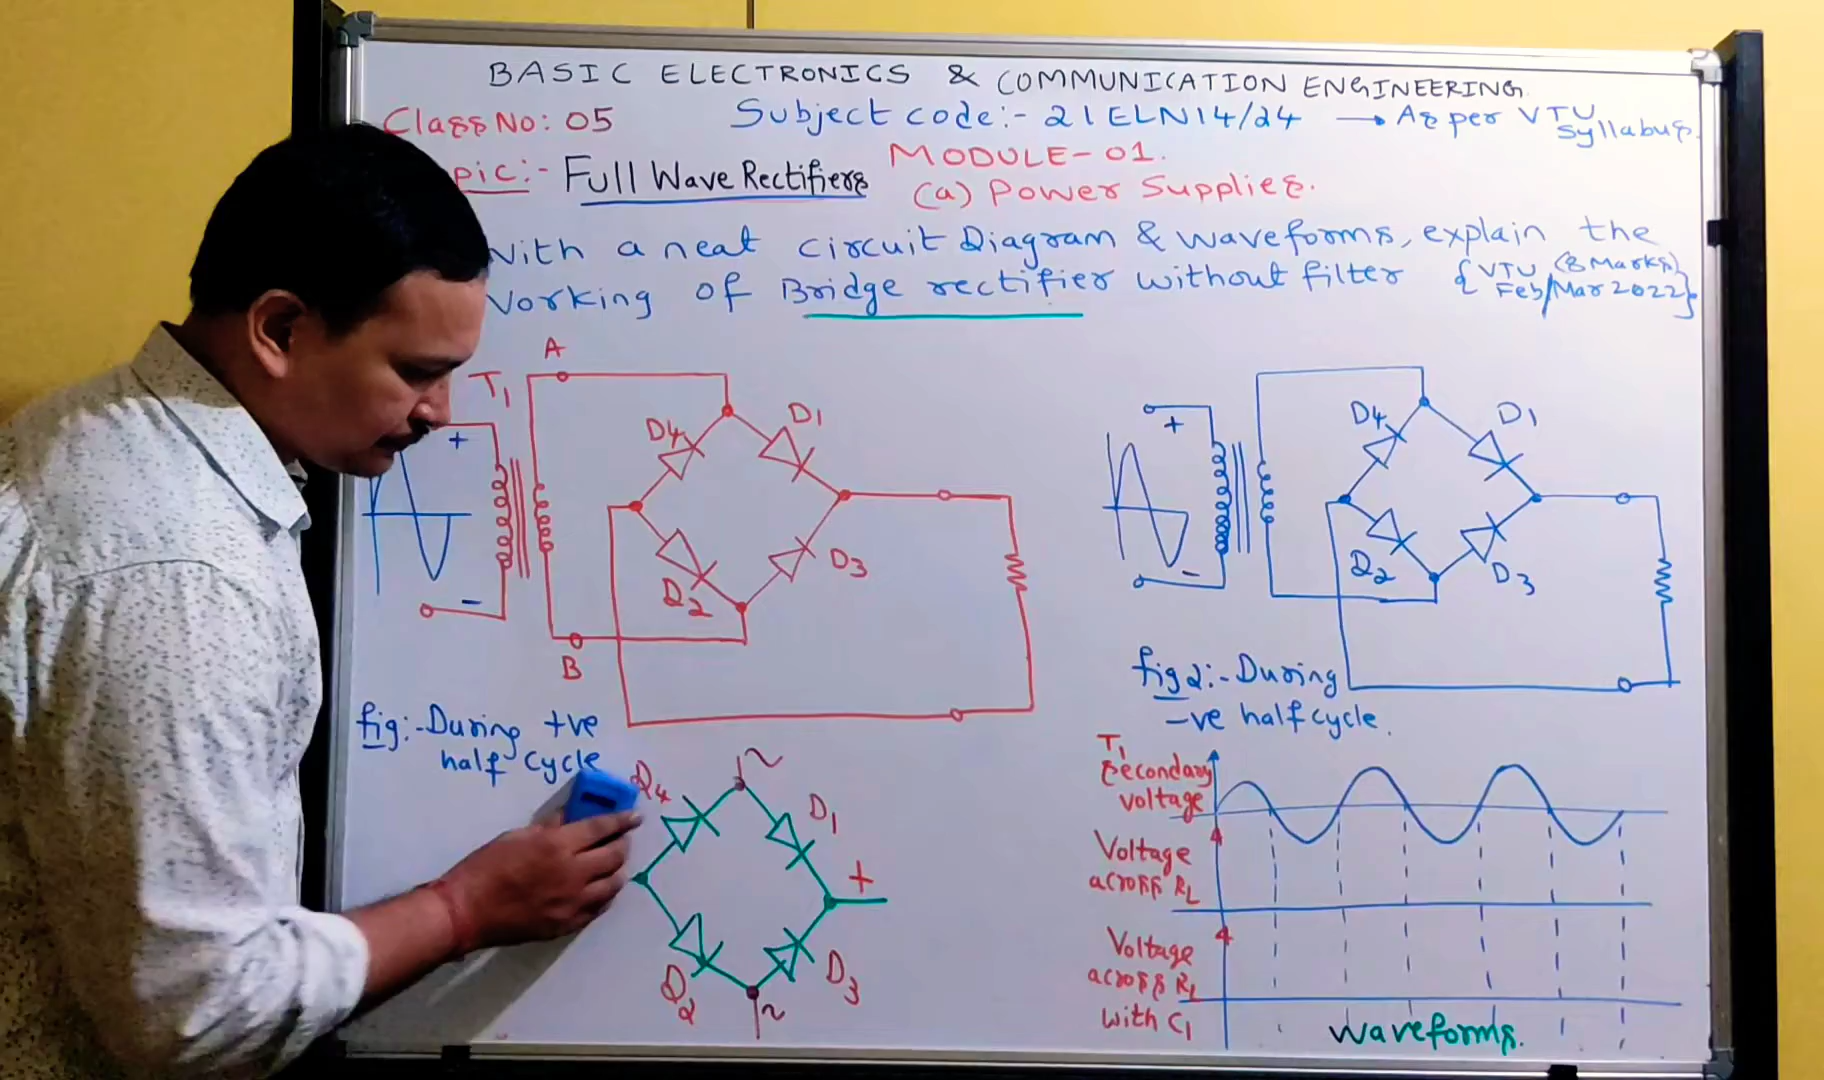 BASIC ELECTRONICS & COMMUNICATION ENGINEERING
Class No: 05 Subject code:- 21ELN14/24 → As per VTU Syllabus.
pic:- Full Wave Rectifiers MODULE-01.
(a) Power Supplies.
With a neat circuit Diagram & waveforms, explain the
Working of Bridge rectifier without filter {VTU (8 Marks)
Feb/Mar 2022}
A
T1
+
D4
D1
D2
D3
-
B
fig:- During +ve
half cycle
+
D4
D1
D2
D3
-
fig2:- During
-ve half cycle.
D4
~
D1
+
D2
D3
~
T1
Secondary
voltage
Voltage
across RL
Voltage
across RL
with C1
Waveforms.